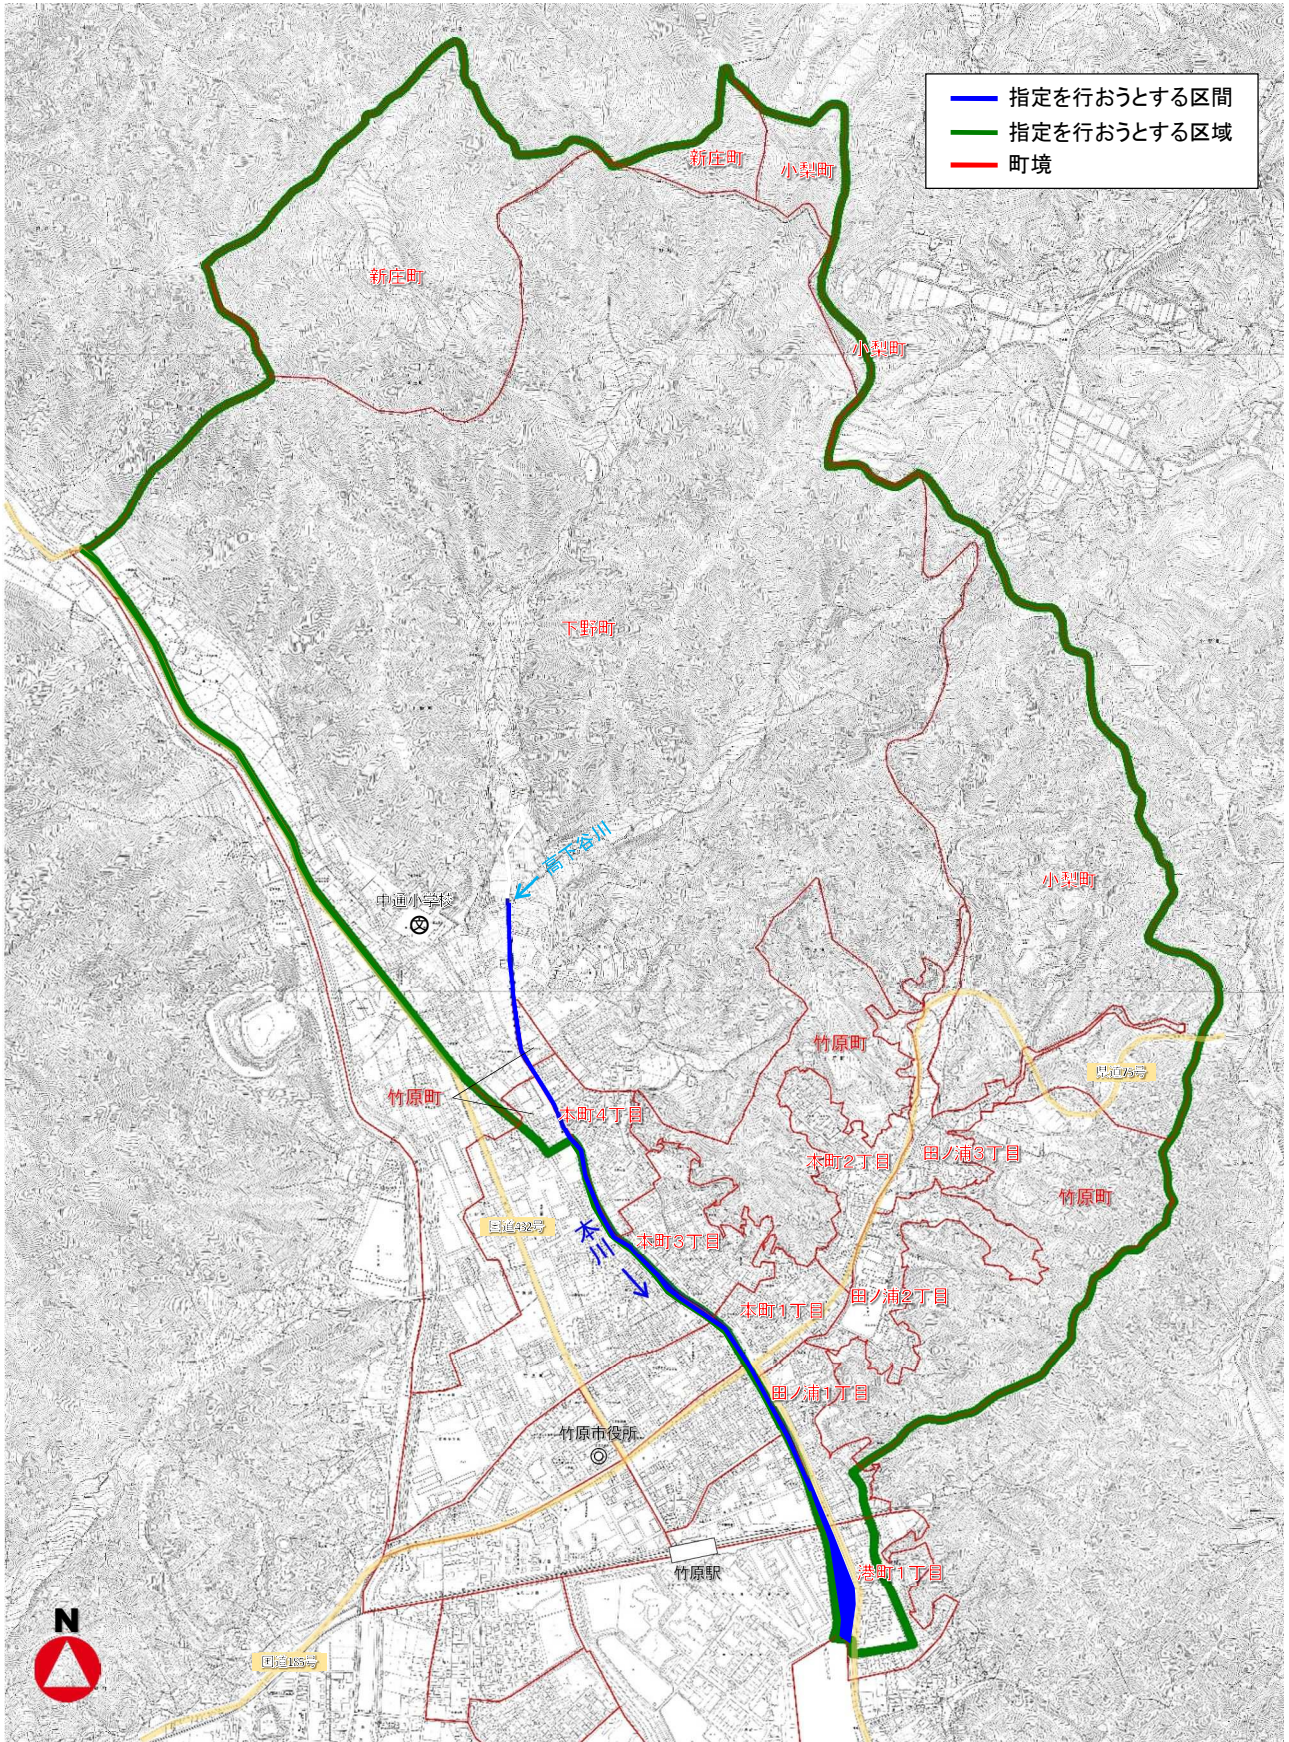 指定を行おうとする区間
指定を行おうとする区域
町境
新庄町
小梨町
新庄町
小梨町
下野町
高下谷川
小梨町
中通小学校
文
竹原町
県道75号
竹原町
本町4丁目
本町2丁目
田ノ浦3丁目
竹原町
国道432号
本川
本町3丁目
田ノ浦2丁目
本町1丁目
田ノ浦1丁目
竹原市役所
竹原駅
港町1丁目
N
国道185号